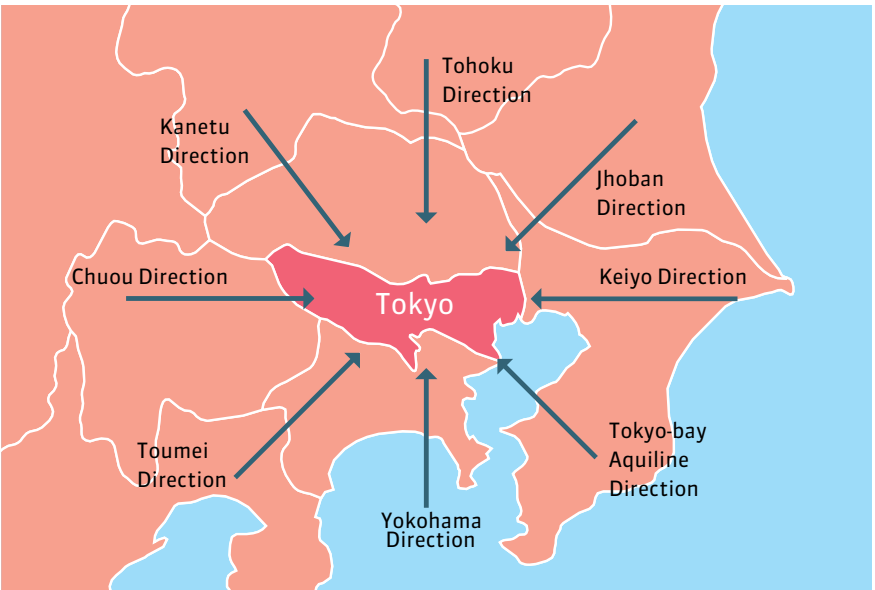 Tohoku
Direction
Kanetu
Direction
Jhoban
Direction
Chuou Direction
Keiyo Direction
Tokyo
Toumei
Direction
Tokyo-bay
Aquiline
Direction
Yokohama
Direction